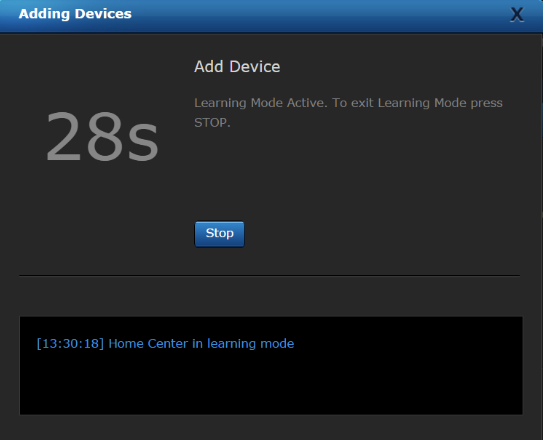 Adding Devices
X
Add Device
28s
Learning Mode Active. To exit Learning Mode press
STOP.
Stop
[13:30:18] Home Center in learning mode